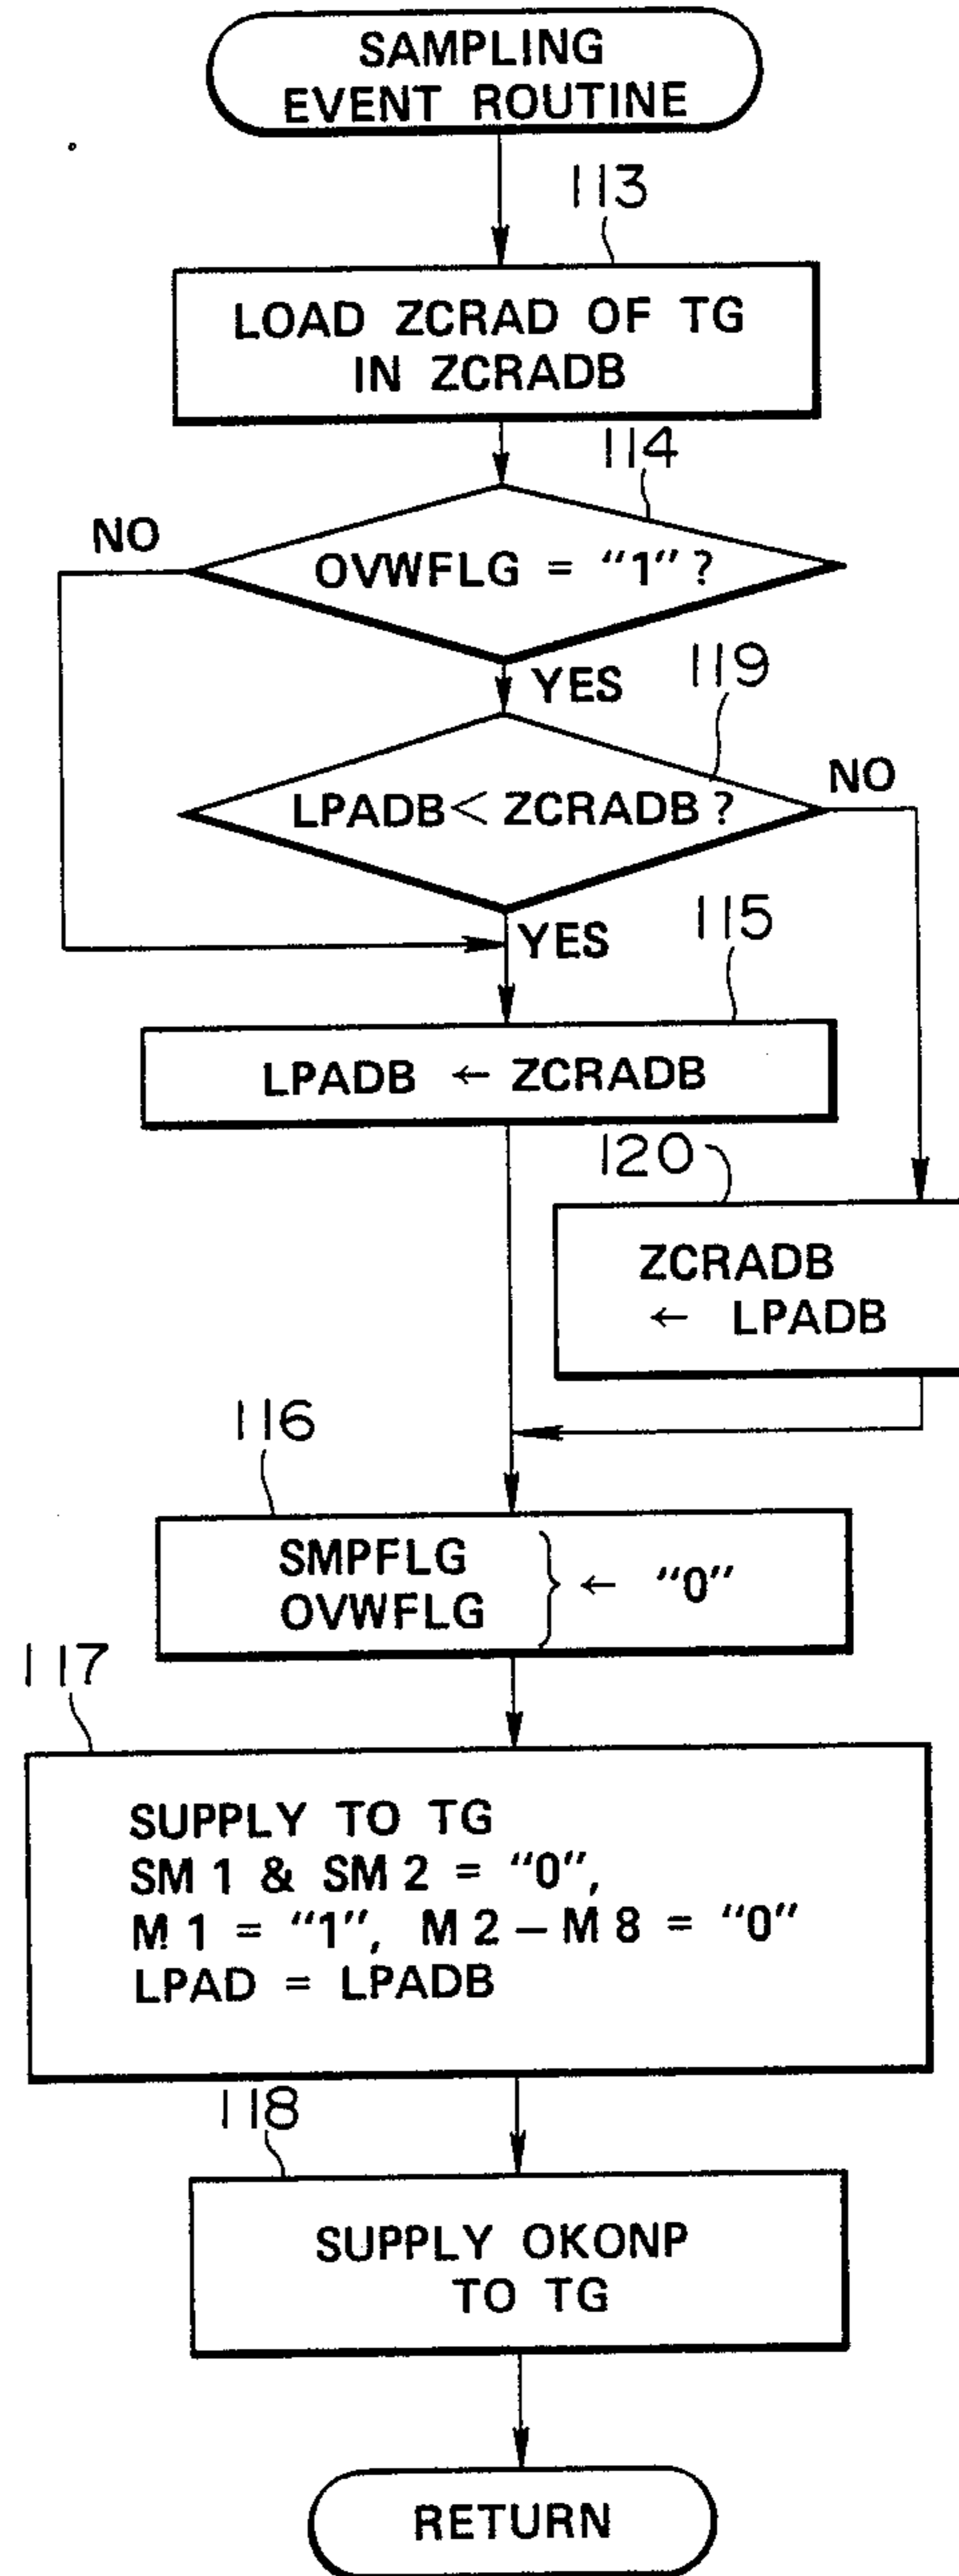 SAMPLING
EVENT ROUTINE
113
LOAD ZCRAD OF TG
IN ZCRADB
114
NO
OVWFLG = "1"?
YES
119
NO
LPADB < ZCRADB?
YES
115
LPADB ← ZCRADB
120
ZCRADB
← LPADB
116
SMPFLG
OVWFLG } ← "0"
117
SUPPLY TO TG
SM 1 & SM 2 = "0",
M 1 = "1", M 2 – M 8 = "0"
LPAD = LPADB
118
SUPPLY OKONP
TO TG
RETURN